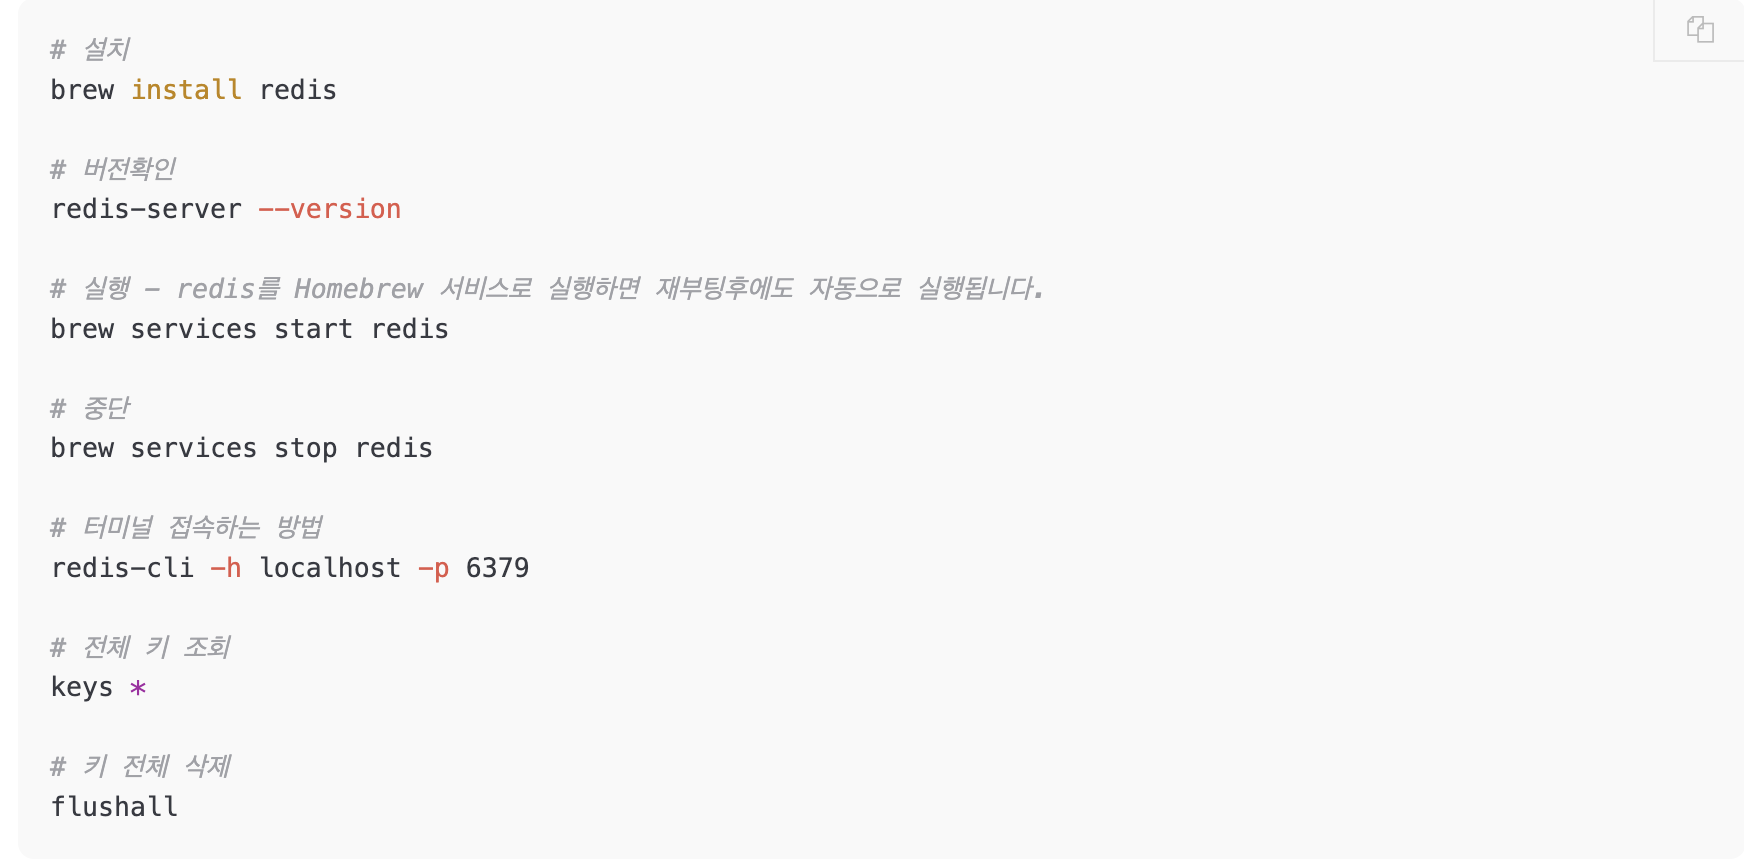 # 설치
brew install redis
# 버전확인
redis-server --version
# 실행 - redis를 Homebrew 서비스로 실행하면 재부팅후에도 자동으로 실행됩니다.
brew services start redis
# 중단
brew services stop redis
# 터미널 접속하는 방법
redis-cli -h localhost -p 6379
# 전체 키 조회
keys *
# 키 전체 삭제
flushall